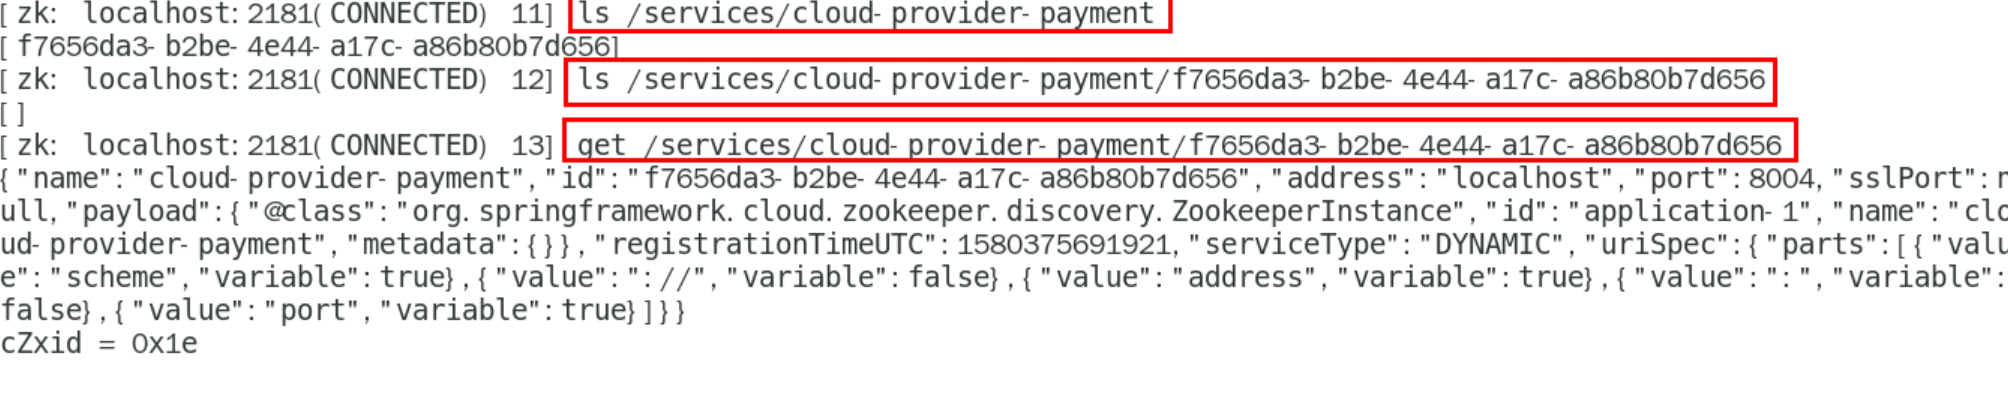 [zk: localhost:2181(CONNECTED) 11] ls /services/cloud-provider-payment
[f7656da3-b2be-4e44-a17c-a86b80b7d656]
[zk: localhost:2181(CONNECTED) 12] ls /services/cloud-provider-payment/f7656da3-b2be-4e44-a17c-a86b80b7d656
[]
[zk: localhost:2181(CONNECTED) 13] get /services/cloud-provider-payment/f7656da3-b2be-4e44-a17c-a86b80b7d656
{"name":"cloud-provider-payment","id":"f7656da3-b2be-4e44-a17c-a86b80b7d656","address":"localhost","port":8004,"sslPort":n
ull,"payload":{"@class":"org.springframework.cloud.zookeeper.discovery.ZookeeperInstance","id":"application-1","name":"clo
ud-provider-payment","metadata":{}},"registrationTimeUTC":1580375691921,"serviceType":"DYNAMIC","uriSpec":{"parts":[{"valu
e":"scheme","variable":true},{"value":"://","variable":false},{"value":"address","variable":true},{"value":":","variable":
false},{"value":"port","variable":true}]}}
cZxid = 0x1e